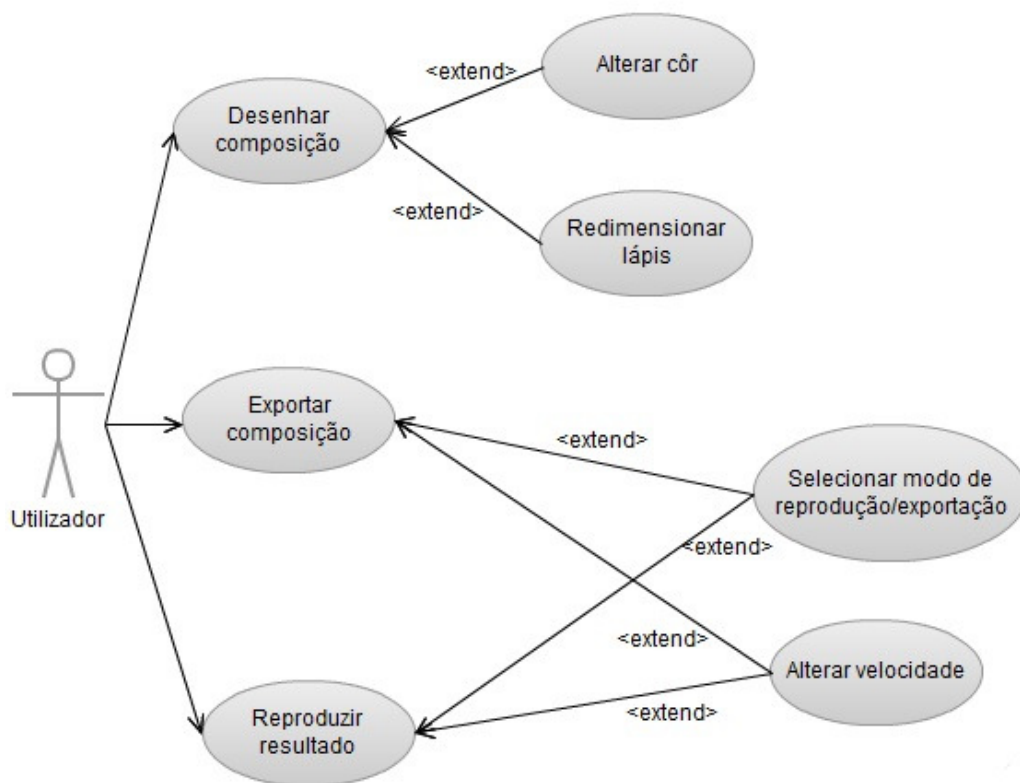 Alterar côr
<extend>
Desenhar
composição
<extend>
Redimensionar
lápis
Exportar
composição
<extend>
Selecionar modo de
reprodução/exportação
Utilizador
<extend>
<extend>
Alterar velocidade
<extend>
Reproduzir
resultado